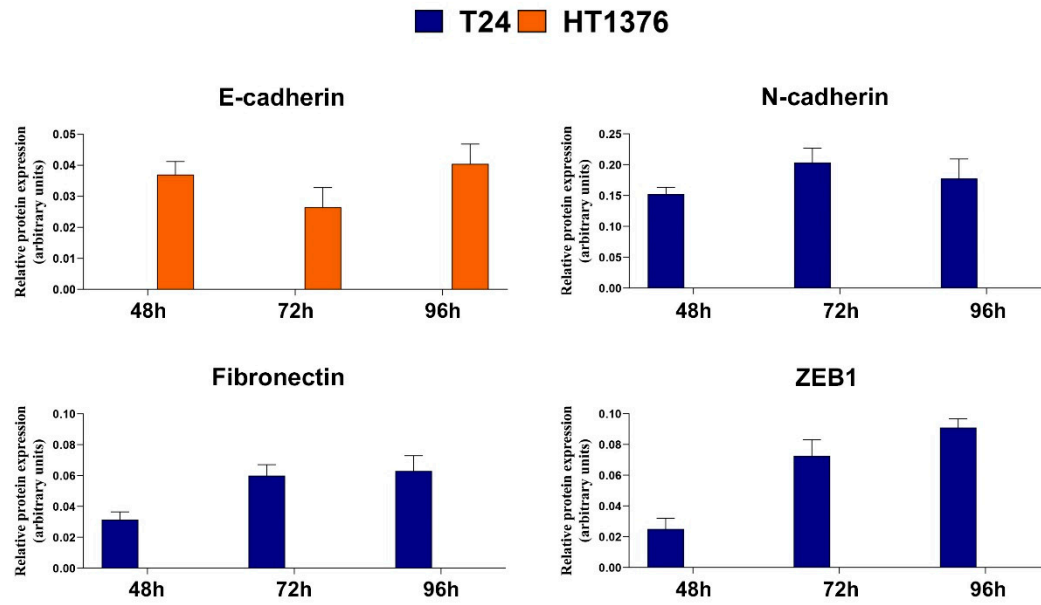 T24 HT1376
E-cadherin
Relative protein expression
(arbitrary units)
0.05
0.04
0.03
0.02
0.01
0.00
48h 72h 96h
N-cadherin
Relative protein expression
(arbitrary units)
0.25
0.20
0.15
0.10
0.05
0.00
48h 72h 96h
Fibronectin
Relative protein expression
(arbitrary units)
0.10
0.08
0.06
0.04
0.02
0.00
48h 72h 96h
ZEB1
Relative protein expression
(arbitrary units)
0.10
0.08
0.06
0.04
0.02
0.00
48h 72h 96h